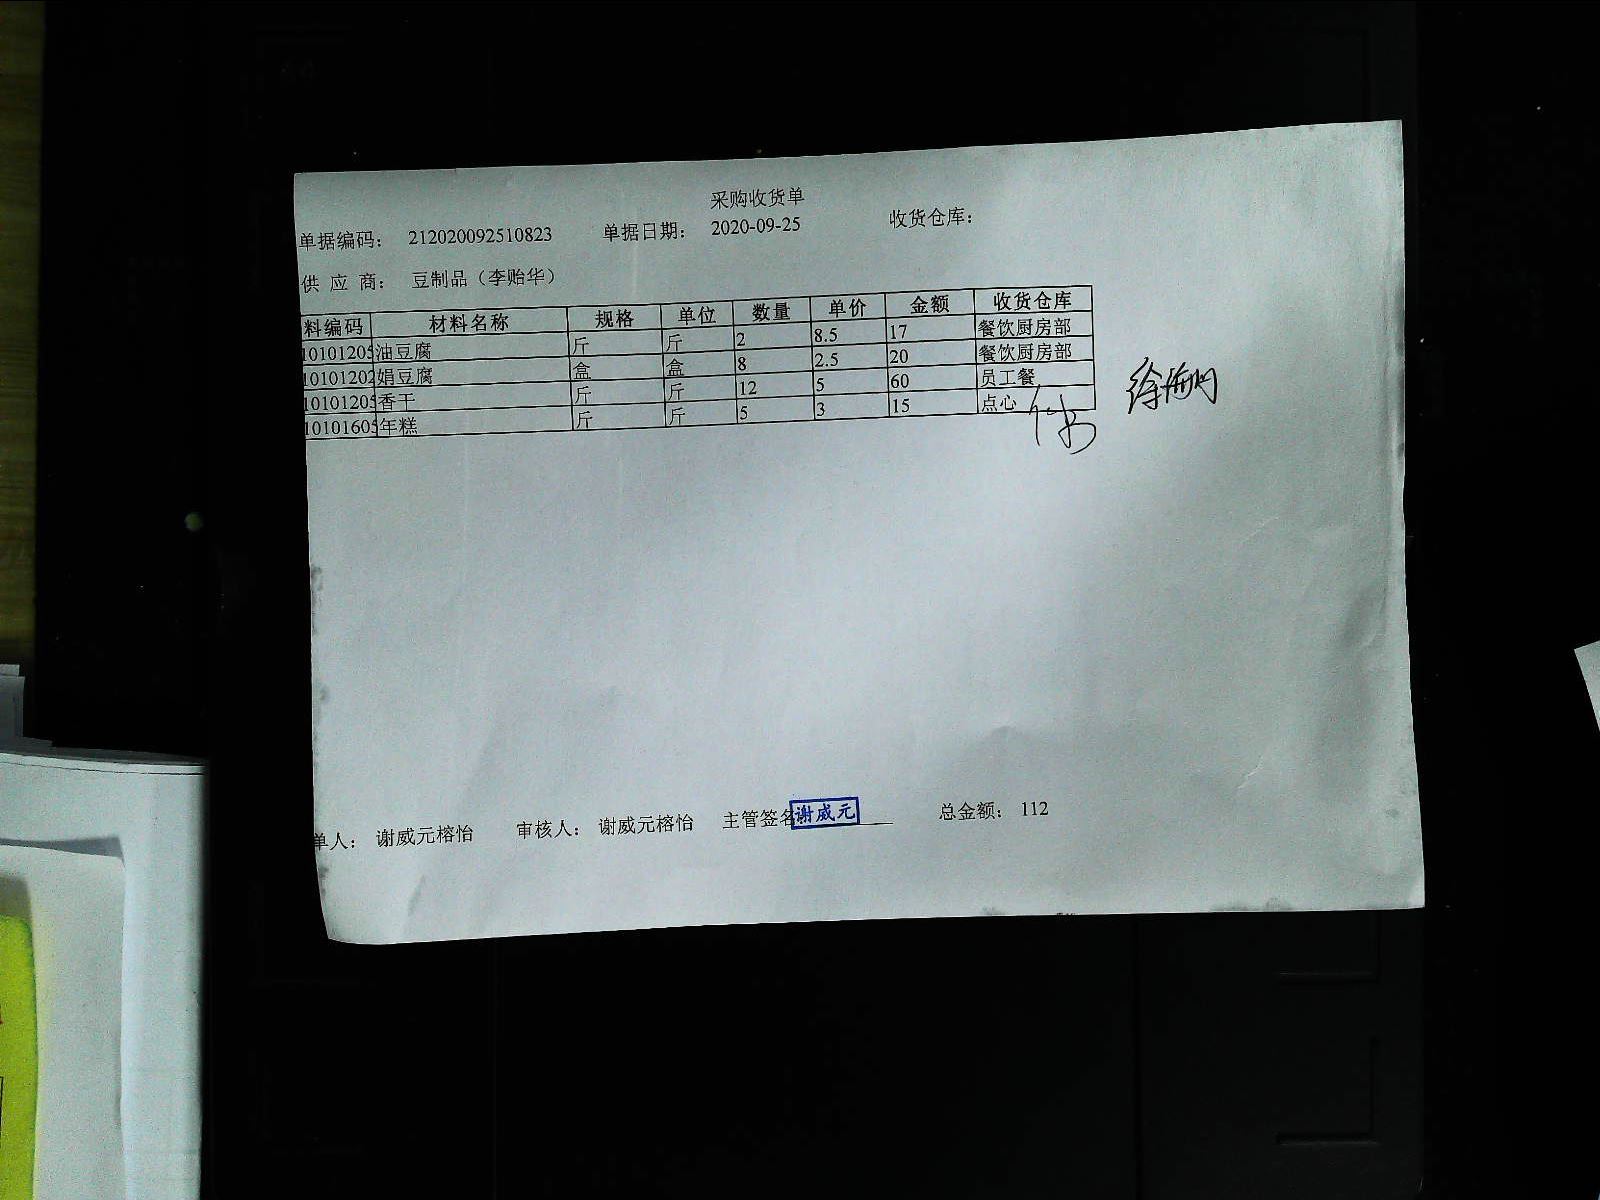 采购收货单
单据编码： 212020092510823 单据日期： 2020-09-25 收货仓库：
供 应 商： 豆制品（李贻华）
料编码 材料名称 规格 单位 数量 单价 金额 收货仓库
10101205 油豆腐 斤 斤 2 8.5 17 餐饮厨房部
10101202 娟豆腐 盒 盒 8 2.5 20 餐饮厨房部
10101205 香干 斤 斤 12 5 60 员工餐
10101605 年糕 斤 斤 5 3 15 点心
单人： 谢威元榕怡 审核人： 谢威元榕怡 主管签名： 谢威元 总金额： 112